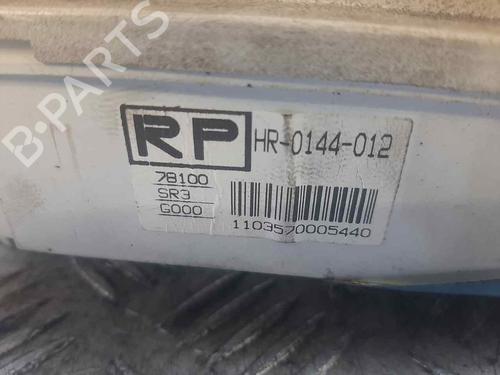 B-PARTS
RP HR-0144-012
78100
SR3
G000
1103570005440